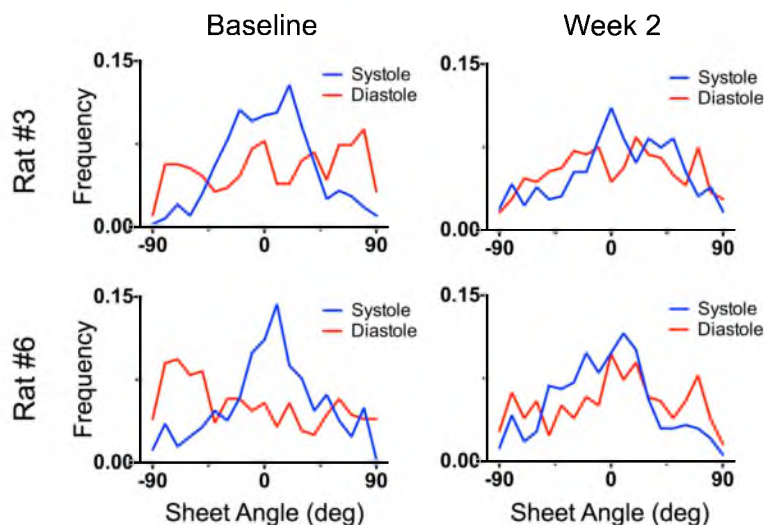 Baseline
Week 2
Rat #3
Frequency
0.15
0.00
-90
0
90
Systole
Diastole
0.15
0.00
-90
0
90
Systole
Diastole
Rat #6
Frequency
0.15
0.00
-90
0
90
Sheet Angle (deg)
Systole
Diastole
0.15
0.00
-90
0
90
Sheet Angle (deg)
Systole
Diastole